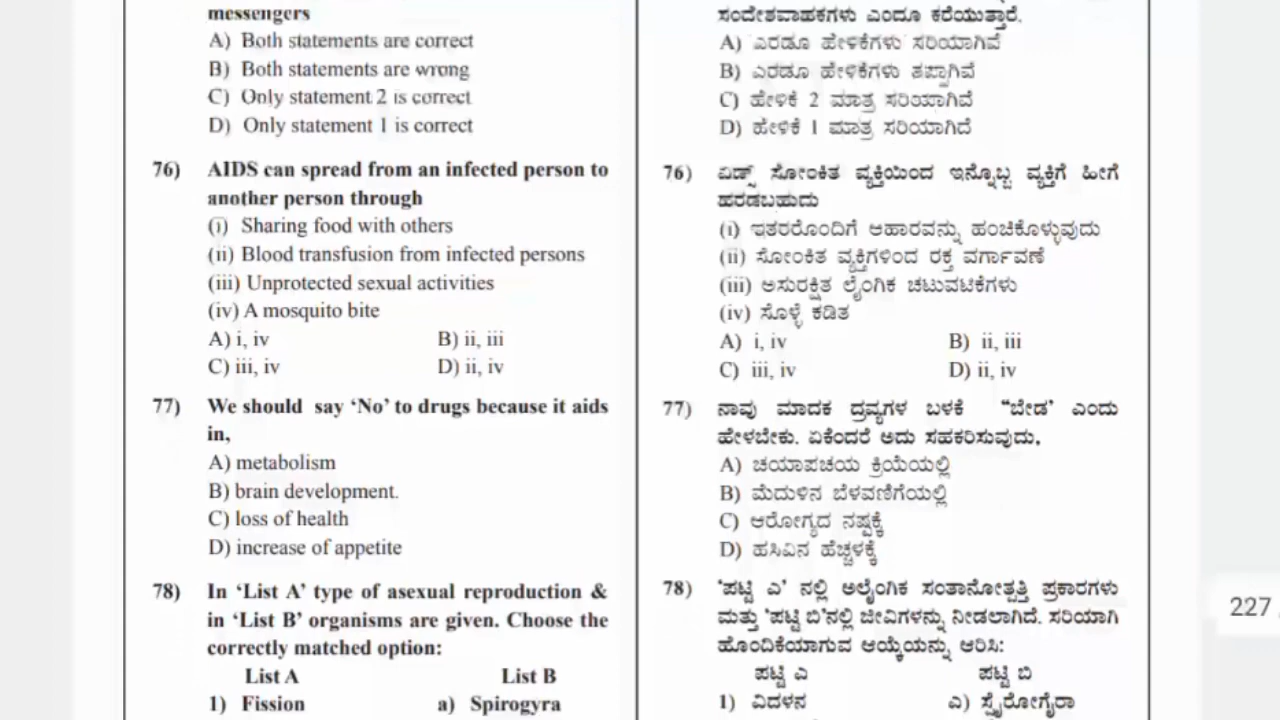 messengers
A) Both statements are correct
B) Both statements are wrong
C) Only statement 2 is correct
D) Only statement 1 is correct
76) AIDS can spread from an infected person to
another person through
(i) Sharing food with others
(ii) Blood transfusion from infected persons
(iii) Unprotected sexual activities
(iv) A mosquito bite
A) i, iv B) ii, iii
C) iii, iv D) ii, iv
77) We should say ‘No’ to drugs because it aids
in,
A) metabolism
B) brain development.
C) loss of health
D) increase of appetite
78) In ‘List A’ type of asexual reproduction &
in ‘List B’ organisms are given. Choose the
correctly matched option:
List A List B
1) Fission a) Spirogyra
ಸಂದೇಶವಾಹಕಗಳು ಎಂದೂ ಕರೆಯುತ್ತಾರೆ.
A) ಎರಡೂ ಹೇಳಿಕೆಗಳು ಸರಿಯಾಗಿವೆ
B) ಎರಡೂ ಹೇಳಿಕೆಗಳು ತಪ್ಪಾಗಿವೆ
C) ಹೇಳಿಕೆ 2 ಮಾತ್ರ ಸರಿಯಾಗಿವೆ
D) ಹೇಳಿಕೆ 1 ಮಾತ್ರ ಸರಿಯಾಗಿದೆ
76) ಏಡ್ಸ್ ಸೋಂಕಿತ ವ್ಯಕ್ತಿಯಿಂದ ಇನ್ನೊಬ್ಬ ವ್ಯಕ್ತಿಗೆ ಹೀಗೆ
ಹರಡಬಹುದು
(i) ಇತರರೊಂದಿಗೆ ಆಹಾರವನ್ನು ಹಂಚಿಕೊಳ್ಳುವುದು
(ii) ಸೋಂಕಿತ ವ್ಯಕ್ತಿಗಳಿಂದ ರಕ್ತ ವರ್ಗಾವಣೆ
(iii) ಅಸುರಕ್ಷಿತ ಲೈಂಗಿಕ ಚಟುವಟಿಕೆಗಳು
(iv) ಸೊಳ್ಳೆ ಕಡಿತ
A) i, iv B) ii, iii
C) iii, iv D) ii, iv
77) ನಾವು ಮಾದಕ ದ್ರವ್ಯಗಳ ಬಳಕೆ “ಬೇಡ’ ಎಂದು
ಹೇಳಬೇಕು. ಏಕೆಂದರೆ ಅದು ಸಹಕರಿಸುವುದು,
A) ಚಯಾಪಚಯ ಕ್ರಿಯೆಯಲ್ಲಿ
B) ಮೆದುಳಿನ ಬೆಳವಣಿಗೆಯಲ್ಲಿ
C) ಆರೋಗ್ಯದ ನಷ್ಟಕ್ಕೆ
D) ಹಸಿವಿನ ಹೆಚ್ಚಳಕ್ಕೆ
78) ‘ಪಟ್ಟಿ ಎ’ ನಲ್ಲಿ ಅಲೈಂಗಿಕ ಸಂತಾನೋತ್ಪತ್ತಿ ಪ್ರಕಾರಗಳು
ಮತ್ತು ‘ಪಟ್ಟಿ ಬಿ’ನಲ್ಲಿ ಜೀವಿಗಳನ್ನು ನೀಡಲಾಗಿದೆ. ಸರಿಯಾಗಿ
ಹೊಂದಿಕೆಯಾಗುವ ಆಯ್ಕೆಯನ್ನು ಆರಿಸಿ:
ಪಟ್ಟಿ ಎ ಪಟ್ಟಿ ಬಿ
1) ವಿದಳನ ಎ) ಸ್ಪೈರೋಗೈರಾ
227